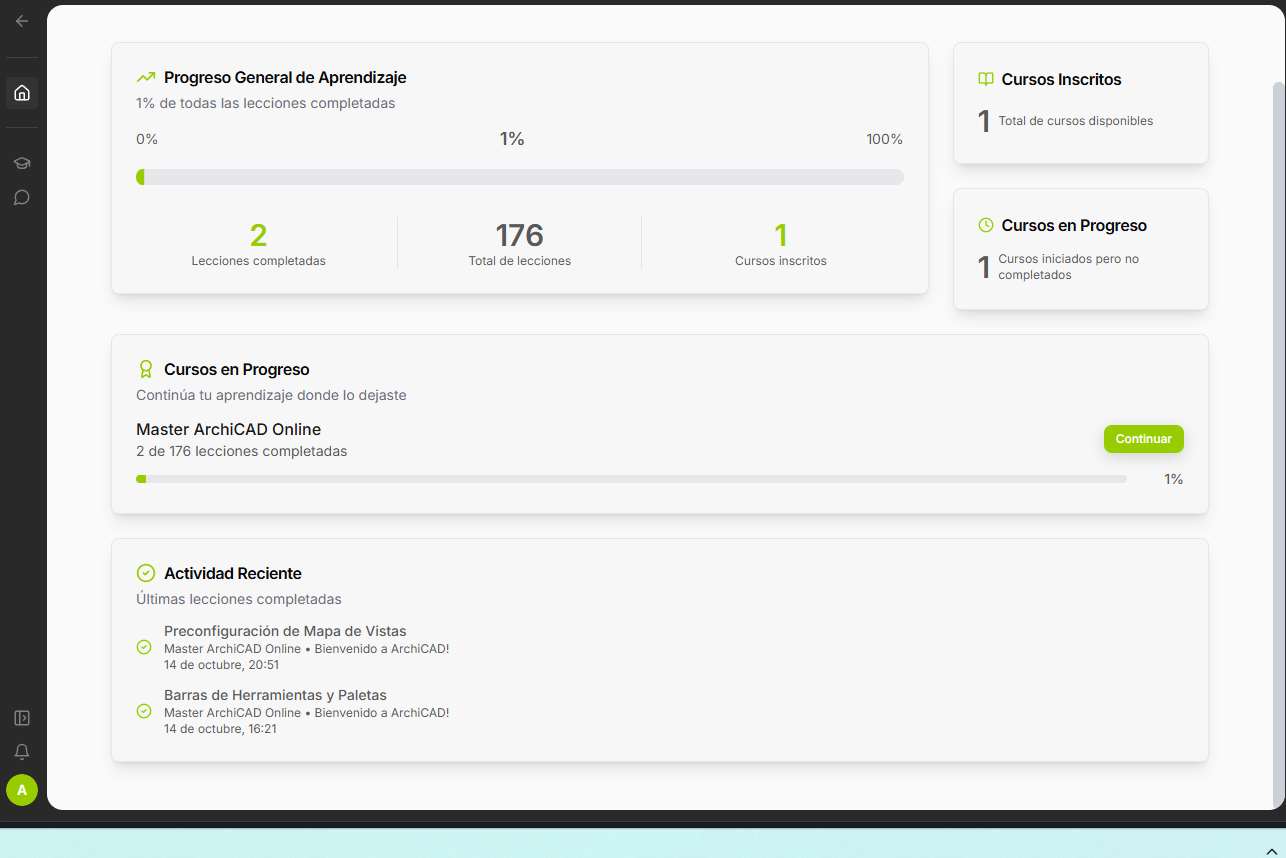 Progreso General de Aprendizaje
1% de todas las lecciones completadas
0%
1%
100%
2
Lecciones completadas
176
Total de lecciones
1
Cursos inscritos
Cursos Inscritos
1
Total de cursos disponibles
Cursos en Progreso
1
Cursos iniciados pero no
completados
Cursos en Progreso
Continúa tu aprendizaje donde lo dejaste
Master ArchiCAD Online
2 de 176 lecciones completadas
Continuar
1%
Actividad Reciente
Últimas lecciones completadas
Preconfiguración de Mapa de Vistas
Master ArchiCAD Online • Bienvenido a ArchiCAD!
14 de octubre, 20:51
Barras de Herramientas y Paletas
Master ArchiCAD Online • Bienvenido a ArchiCAD!
14 de octubre, 16:21
A